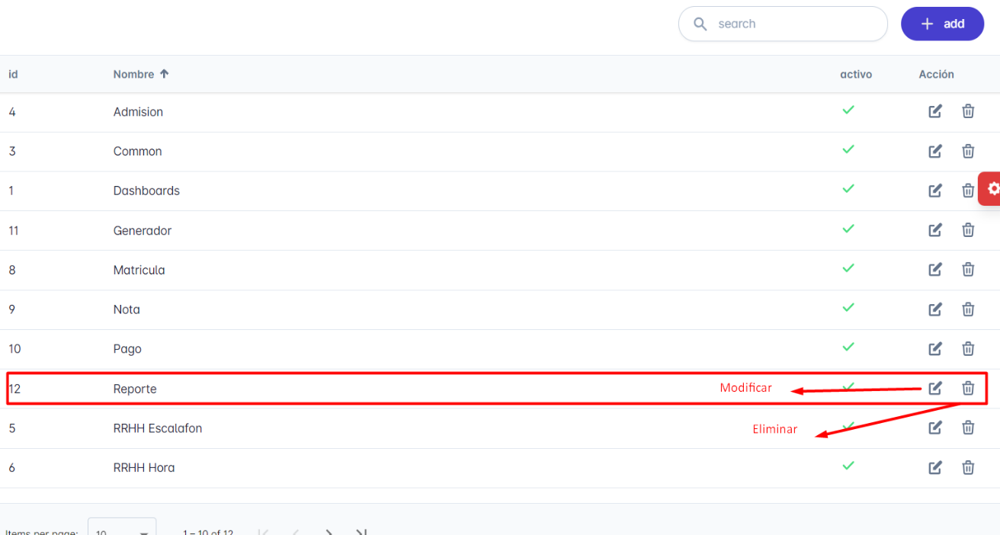 search
+ add
id Nombre activo Acción
4 Admision
3 Common
1 Dashboards
11 Generador
8 Matricula
9 Nota
10 Pago
12 Reporte Modificar
5 RRHH Escalafon Eliminar
6 RRHH Hora
Items per page: 10 1 – 10 of 12